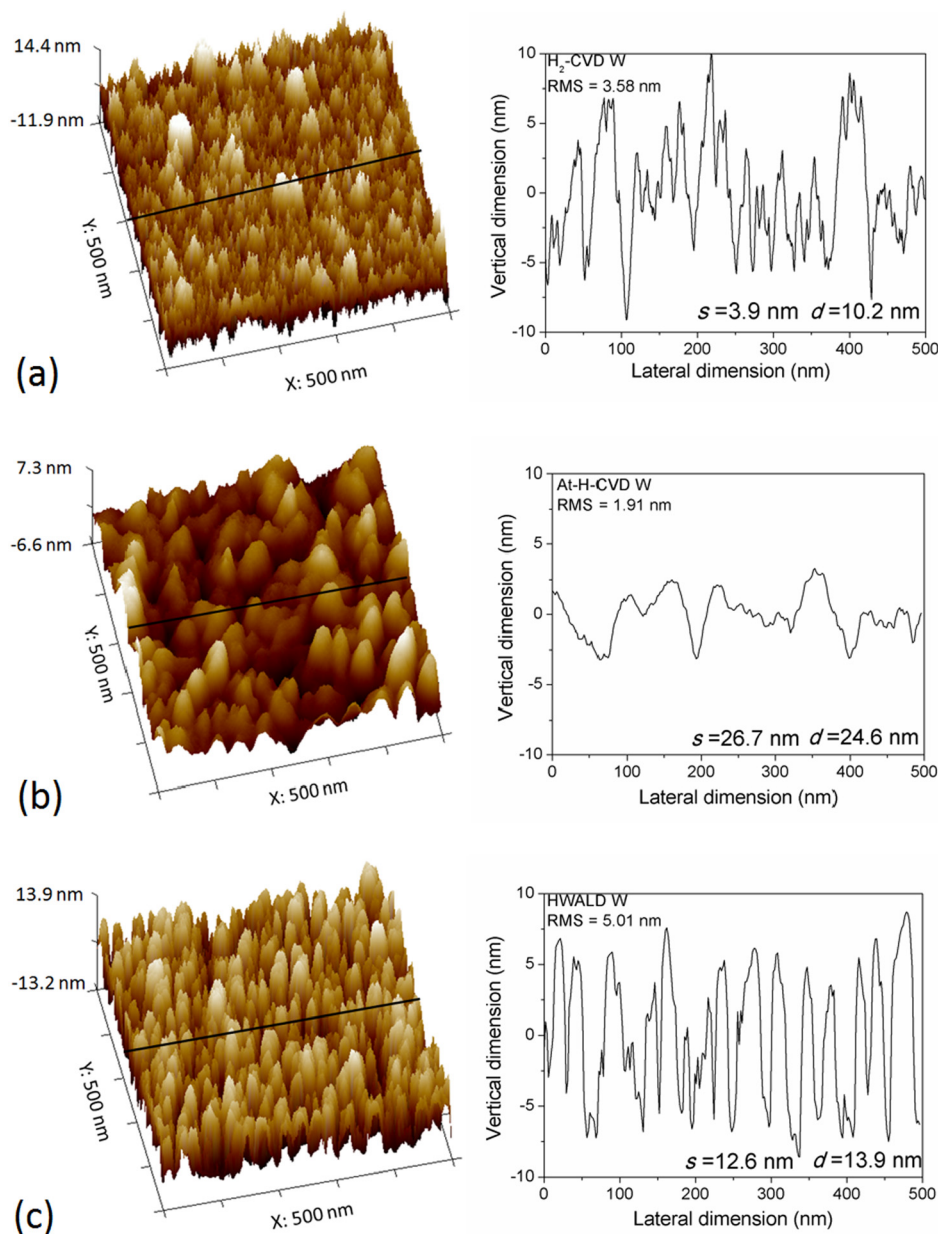 14.4 nm
-11.9 nm
Y: 500 nm
X: 500 nm
(a)
H2-CVD W
RMS = 3.58 nm
Vertical dimension (nm)
10
5
0
-5
-10
s=3.9 nm d=10.2 nm
0 100 200 300 400 500
Lateral dimension (nm)
7.3 nm
-6.6 nm
Y: 500 nm
X: 500 nm
(b)
At-H-CVD W
RMS = 1.91 nm
Vertical dimension (nm)
10
5
0
-5
-10
s=26.7 nm d=24.6 nm
0 100 200 300 400 500
Lateral dimension (nm)
13.9 nm
-13.2 nm
Y: 500 nm
X: 500 nm
(c)
HWALD W
RMS = 5.01 nm
Vertical dimension (nm)
10
5
0
-5
-10
s=12.6 nm d=13.9 nm
0 100 200 300 400 500
Lateral dimension (nm)